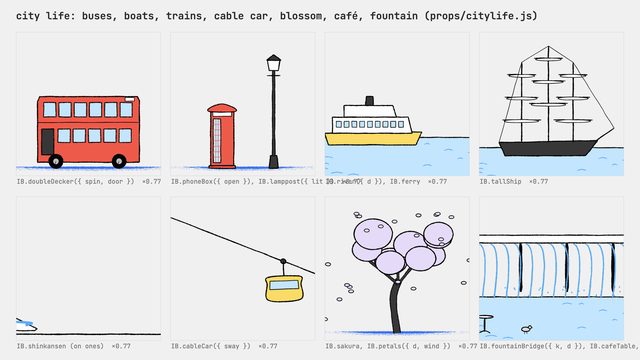 city life: buses, boats, trains, cable car, blossom, café, fountain (props/citylife.js)
IB.doubleDecker({ spin, door }) ×0.77
IB.phoneBox({ open }), IB.lamppost({ lit }) ×0.77
d }), IB.ferry ×0.77
IB.tallShip ×0.77
IB.shinkansen (on ones) ×0.77
IB.cableCar({ sway }) ×0.77
IB.sakura, IB.petals({ d, wind }) ×0.77
IB.fountainBridge({ k, d }), IB.cafeTable,